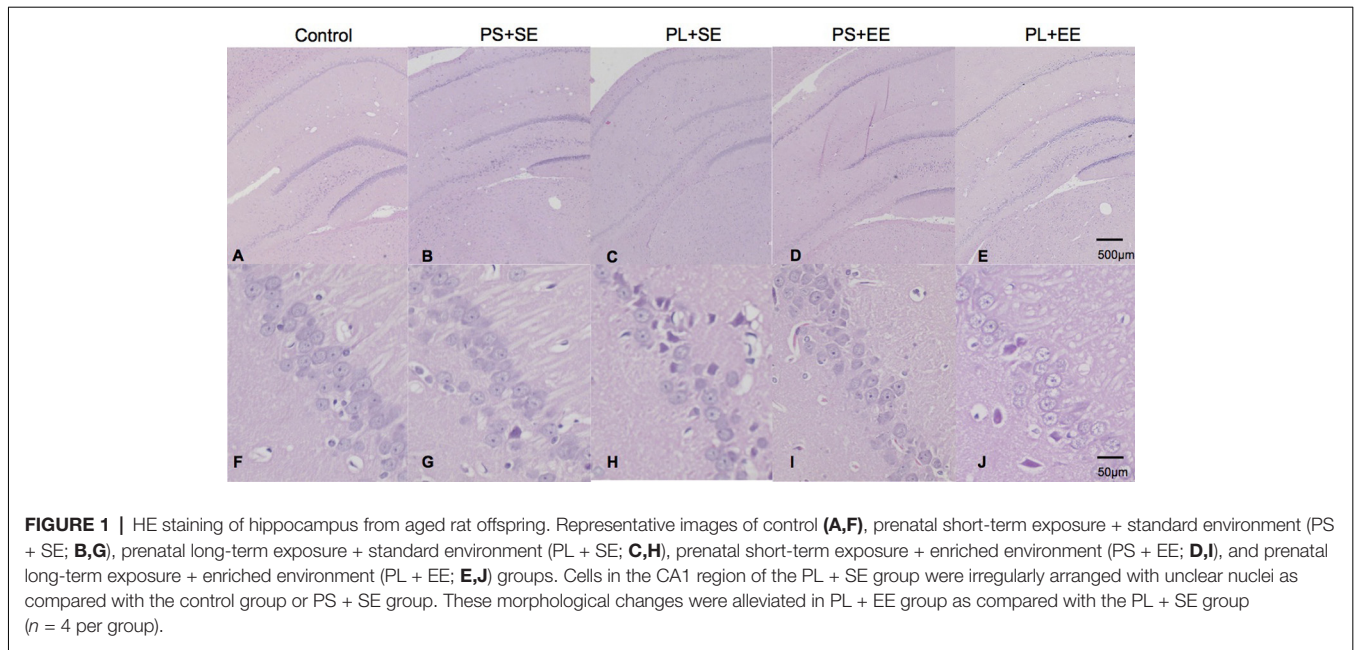 Control PS+SE PL+SE PS+EE PL+EE
A B C D E
500µm
F G H I J
50µm
FIGURE 1 | HE staining of hippocampus from aged rat offspring. Representative images of control (A,F), prenatal short-term exposure + standard environment (PS
+ SE; B,G), prenatal long-term exposure + standard environment (PL + SE; C,H), prenatal short-term exposure + enriched environment (PS + EE; D,I), and prenatal
long-term exposure + enriched environment (PL + EE; E,J) groups. Cells in the CA1 region of the PL + SE group were irregularly arranged with unclear nuclei as
compared with the control group or PS + SE group. These morphological changes were alleviated in PL + EE group as compared with the PL + SE group
(n = 4 per group).